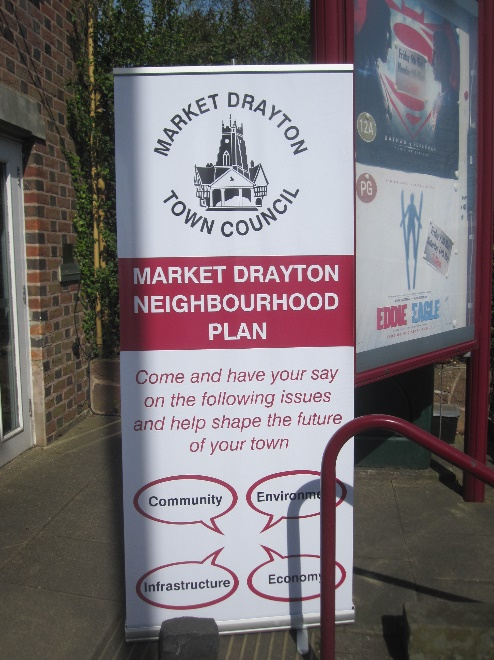 MARKET DRAYTON
TOWN COUNCIL
MARKET DRAYTON
NEIGHBOURHOOD
PLAN
Come and have your say
on the following issues
and help shape the future
of your town
Community
Environme
Infrastructure
Economy
12A
PG
EDDIE EAGLE